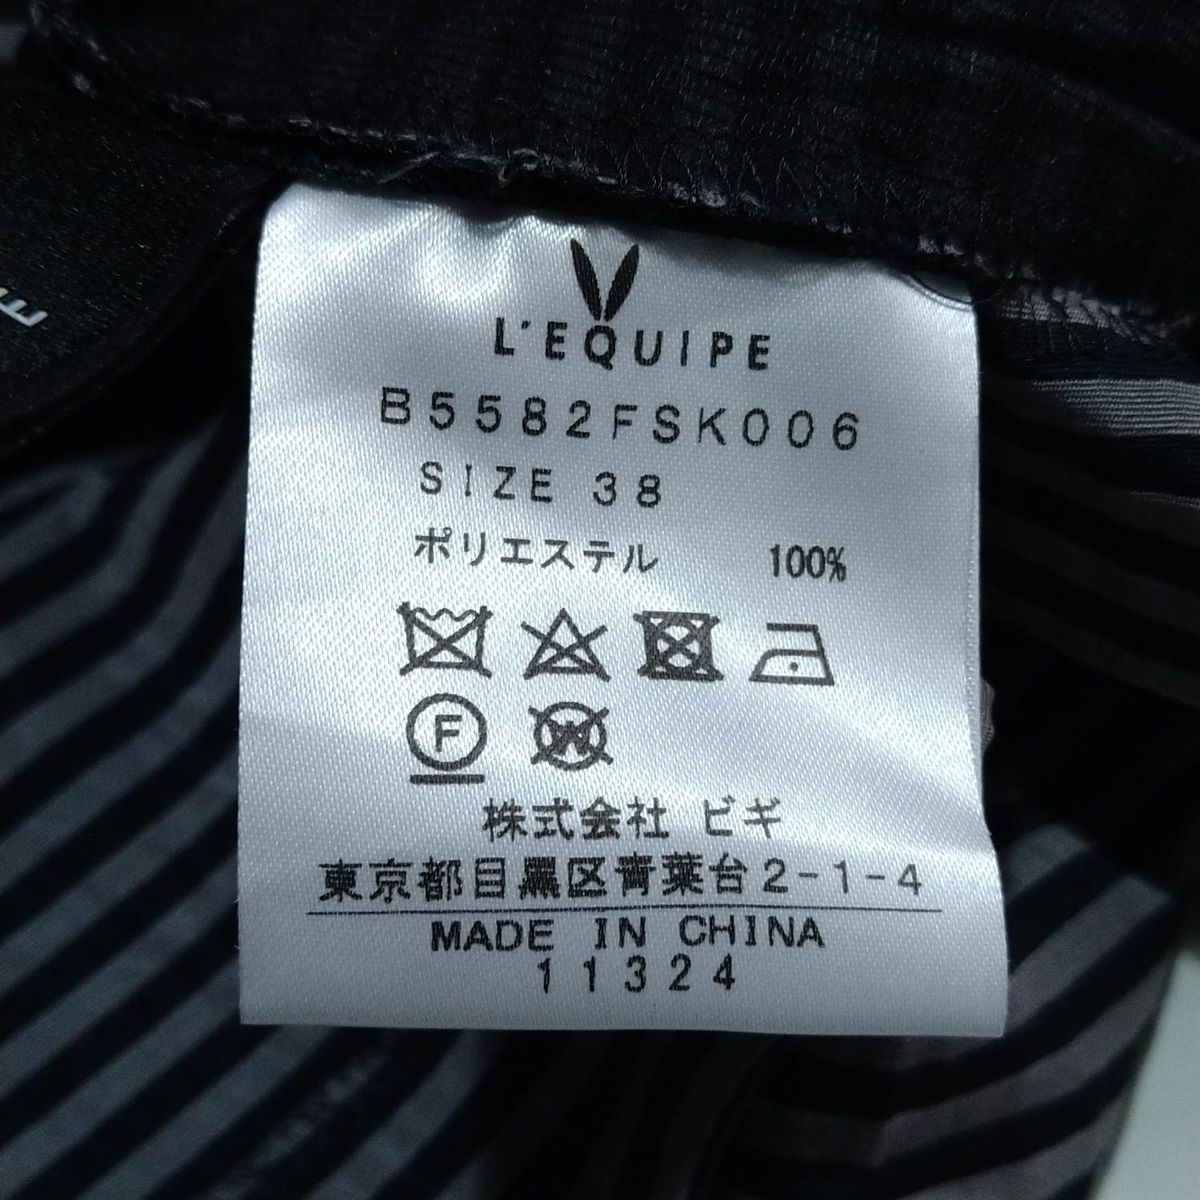 L'EQUIPE
B5582FSK006
SIZE 38
ポリエステル 100%
F
W
株式会社 ビギ
東京都目黒区青葉台2-1-4
MADE IN CHINA
11324
E